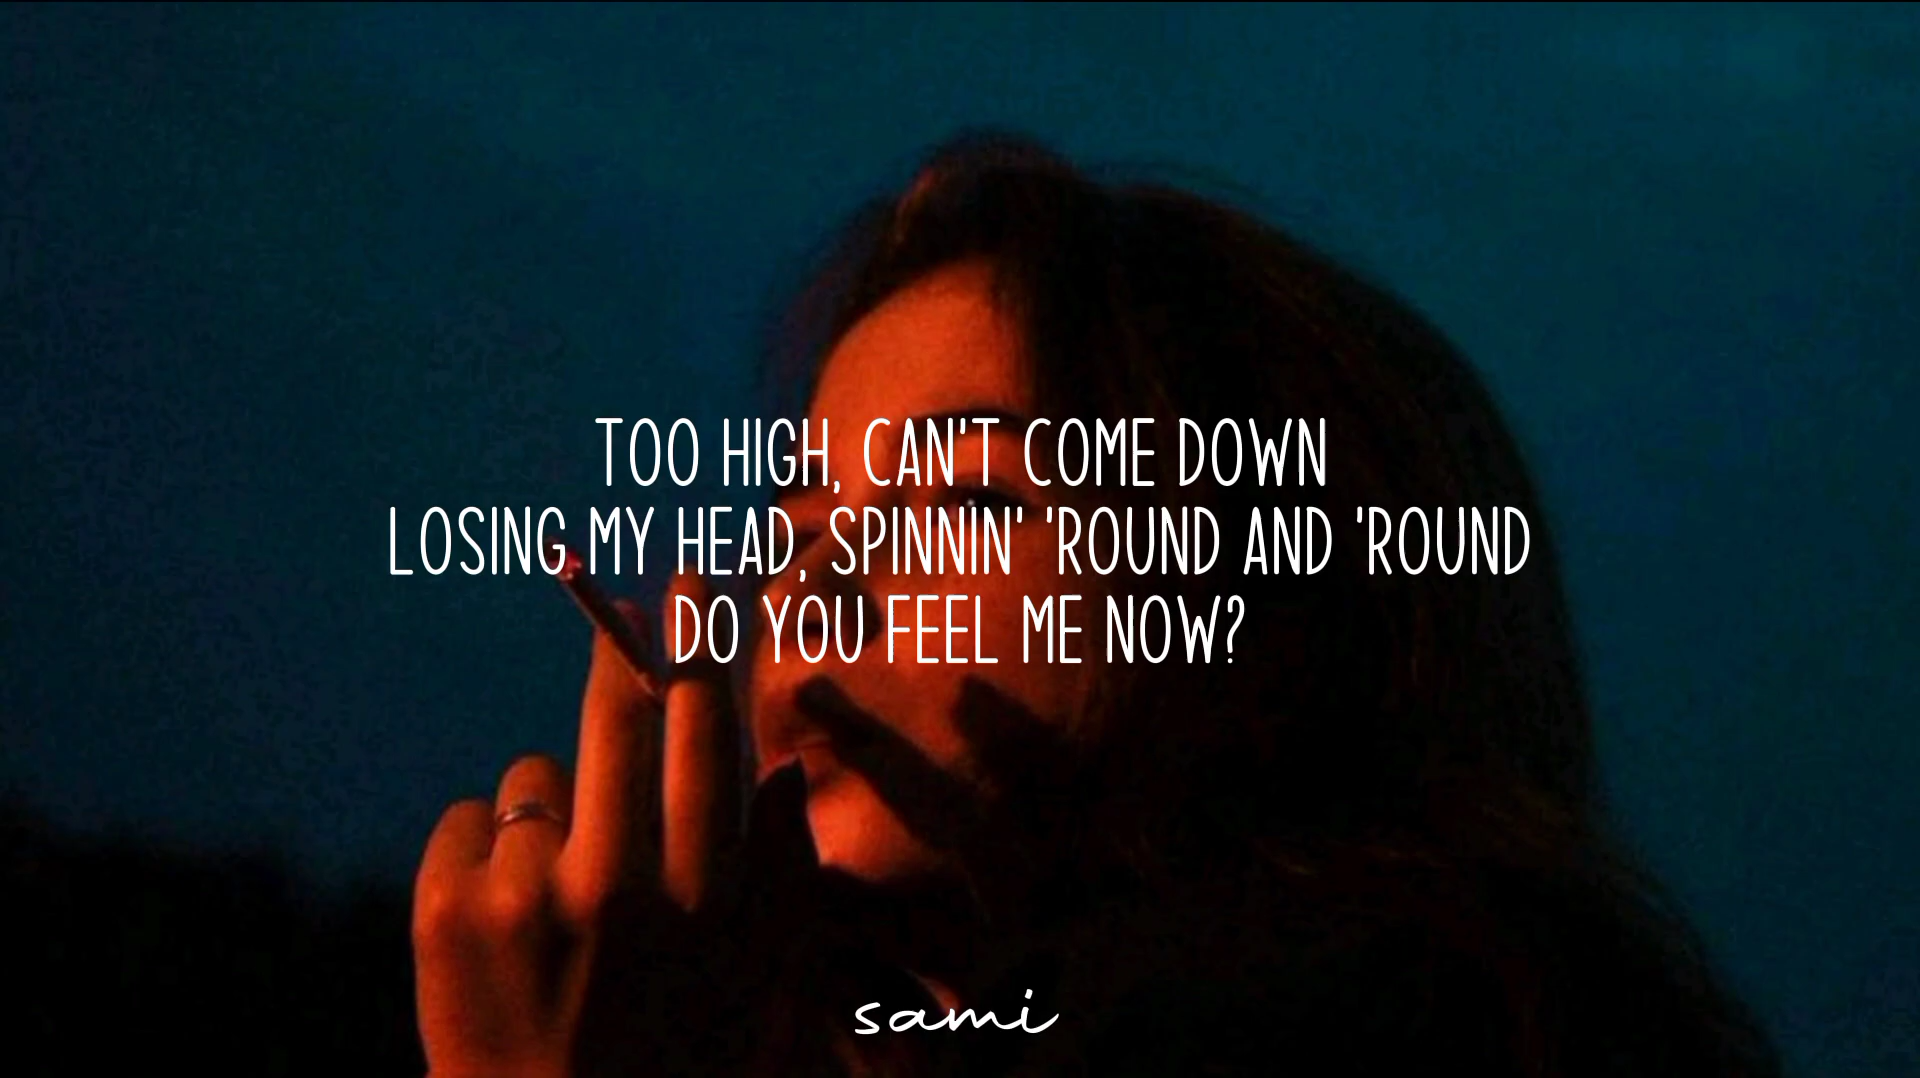 TOO HIGH, CAN'T COME DOWN
LOSING MY HEAD, SPINNIN' 'ROUND AND 'ROUND
DO YOU FEEL ME NOW?
sami